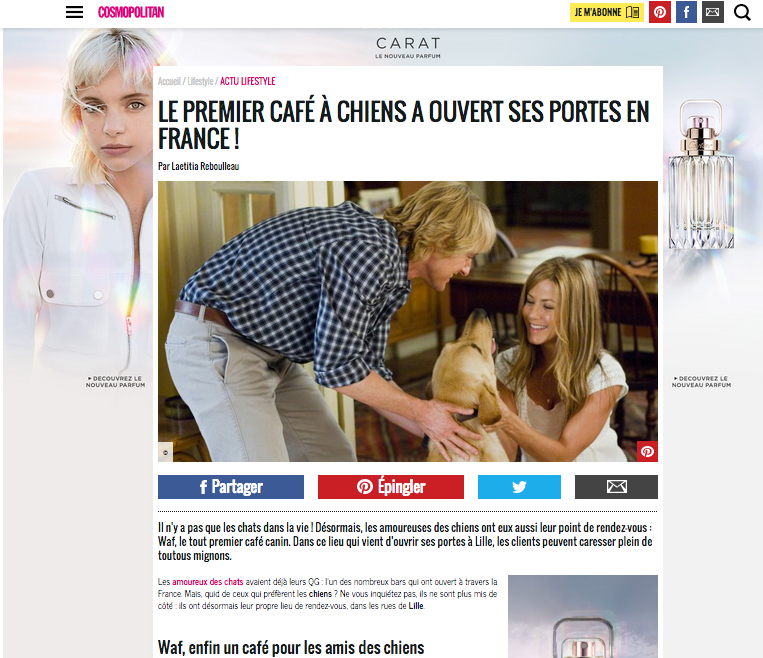 COSMOPOLITAN
JE M'ABONNE
CARAT
LE NOUVEAU PARFUM
Accueil / Lifestyle / ACTU LIFESTYLE
LE PREMIER CAFÉ À CHIENS A OUVERT SES PORTES EN
FRANCE !
Par Laetitia Reboulleau
▸ DECOUVREZ LE
NOUVEAU PARFUM
▸ DECOUVREZ LE
NOUVEAU PARFUM
©
Partager
Épingler
Il n'y a pas que les chats dans la vie ! Désormais, les amoureuses des chiens ont eux aussi leur point de rendez-vous :
Waf, le tout premier café canin. Dans ce lieu qui vient d'ouvrir ses portes à Lille, les clients peuvent caresser plein de
toutous mignons.
Les amoureux des chats avaient déjà leurs QG : l'un des nombreux bars qui ont ouvert à travers la
France. Mais, quid de ceux qui préfèrent les chiens ? Ne vous inquiétez pas, ils ne sont plus mis de
côté : ils ont désormais leur propre lieu de rendez-vous, dans les rues de Lille.
Waf, enfin un café pour les amis des chiens